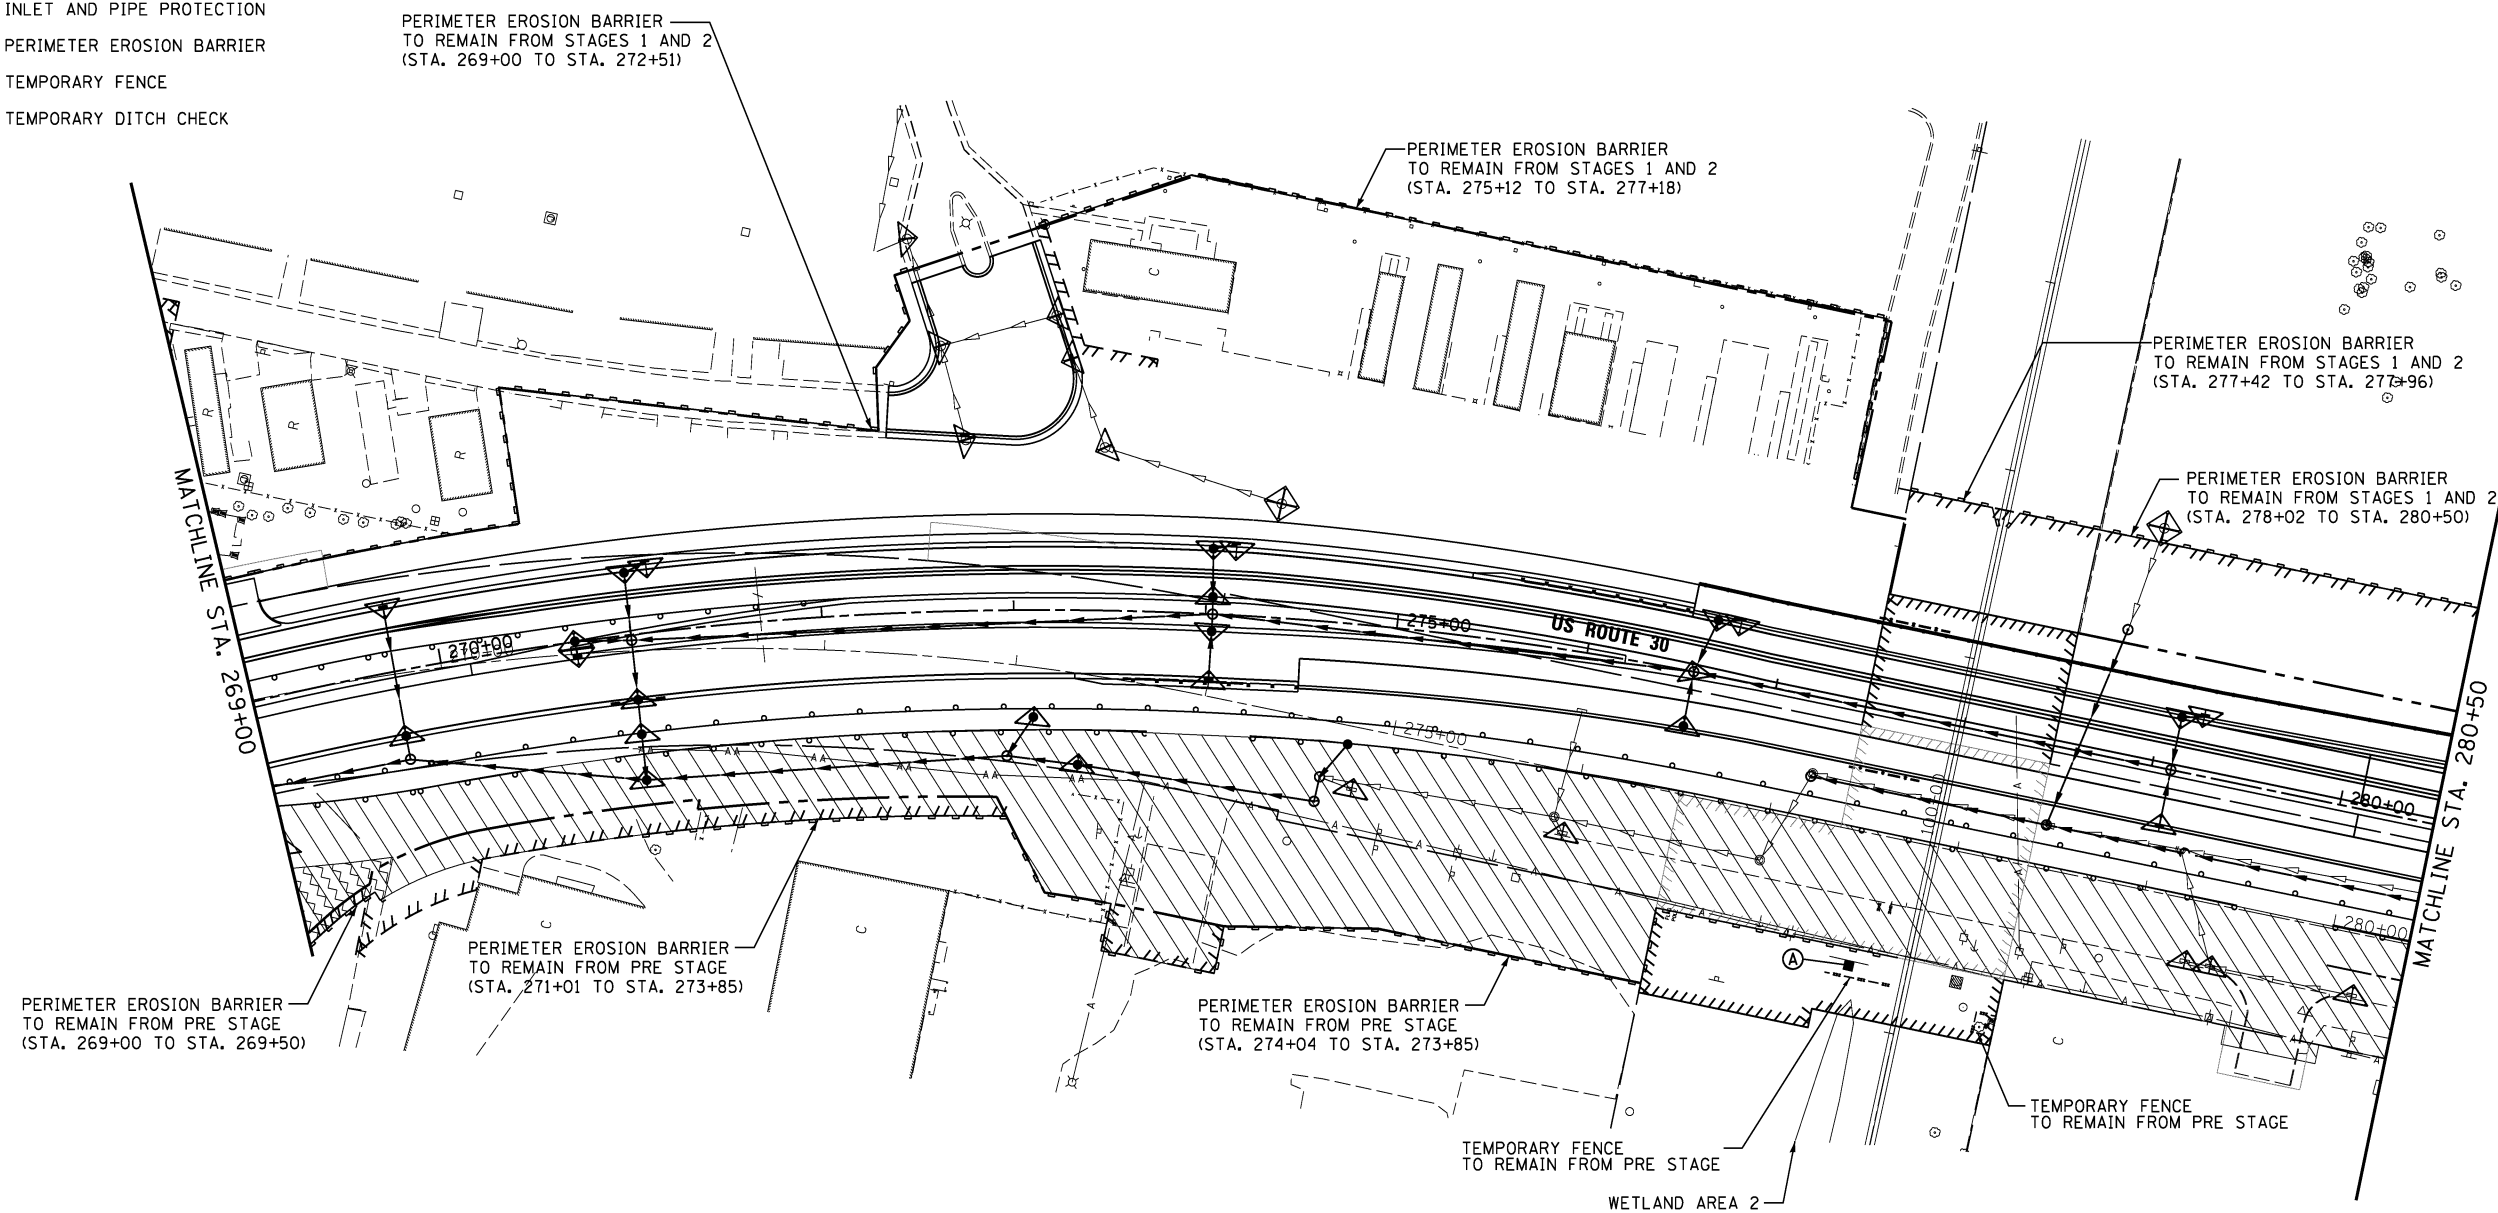 INLET AND PIPE PROTECTION
PERIMETER EROSION BARRIER
TEMPORARY FENCE
TEMPORARY DITCH CHECK
PERIMETER EROSION BARRIER
TO REMAIN FROM STAGES 1 AND 2
(STA. 269+00 TO STA. 272+51)
PERIMETER EROSION BARRIER
TO REMAIN FROM STAGES 1 AND 2
(STA. 275+12 TO STA. 277+18)
PERIMETER EROSION BARRIER
TO REMAIN FROM STAGES 1 AND 2
(STA. 277+42 TO STA. 277+96)
PERIMETER EROSION BARRIER
TO REMAIN FROM STAGES 1 AND 2
(STA. 278+02 TO STA. 280+50)
C
R
R
R
MATCHLINE STA. 269+00
270+00
270+00
275+00
US ROUTE 30
275+00
280+00
280+00
MATCHLINE STA. 280+50
C
C
C
A
PERIMETER EROSION BARRIER
TO REMAIN FROM PRE STAGE
(STA. 271+01 TO STA. 273+85)
PERIMETER EROSION BARRIER
TO REMAIN FROM PRE STAGE
(STA. 269+00 TO STA. 269+50)
PERIMETER EROSION BARRIER
TO REMAIN FROM PRE STAGE
(STA. 274+04 TO STA. 273+85)
TEMPORARY FENCE
TO REMAIN FROM PRE STAGE
TEMPORARY FENCE
TO REMAIN FROM PRE STAGE
WETLAND AREA 2